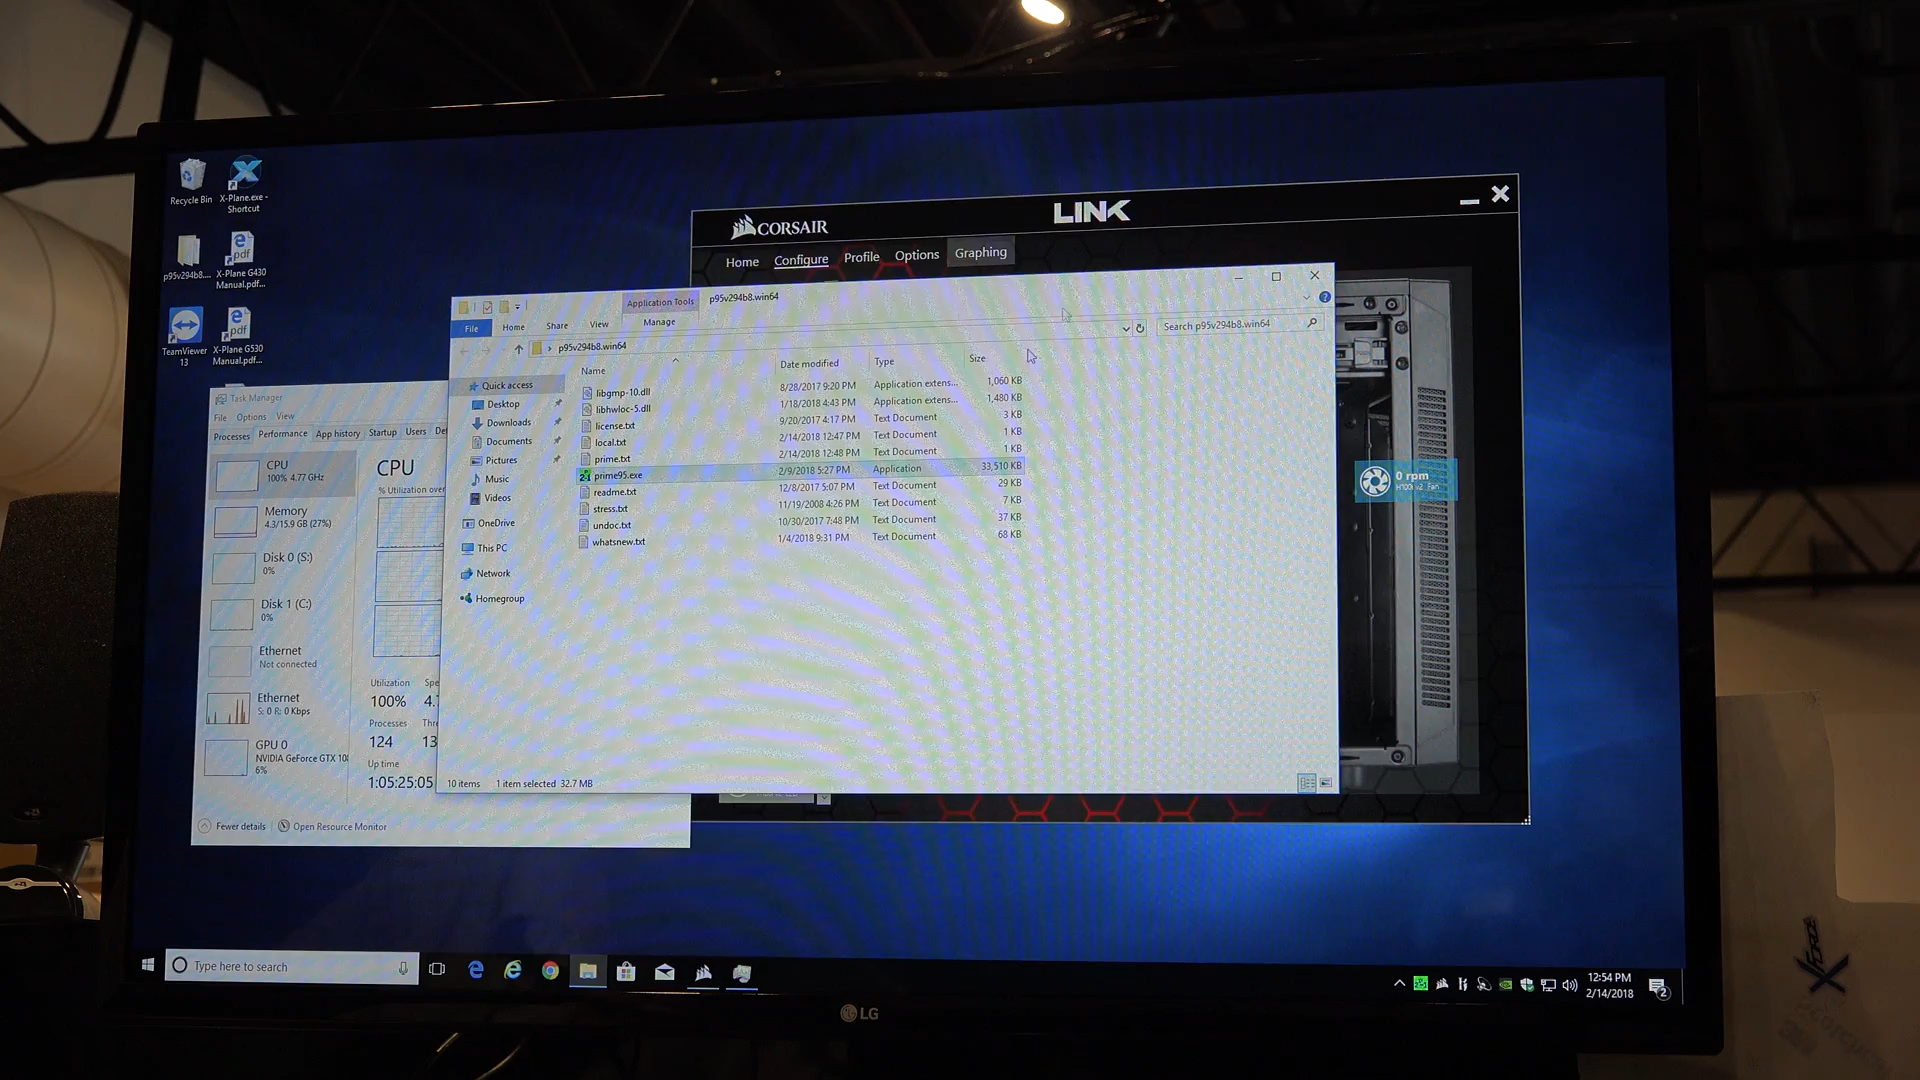 Recycle Bin
X-Plane.exe -
Shortcut
p95v294b8....
X-Plane G430
Manual.pdf...
TeamViewer
13
X-Plane G530
Manual.pdf...
CORSAIR
LINK
Home
Configure
Profile
Options
Graphing
0 rpm
Application Tools
p95v294b8.win64
File
Home
Share
View
Manage
p95v294b8.win64
Search p95v294b8.win64
Quick access
Desktop
Downloads
Documents
Pictures
Music
Videos
OneDrive
This PC
Network
Homegroup
Name Date modified Type Size
libgmp-10.dll 8/28/2017 9:20 PM Application extens... 1,060 KB
libhwloc-5.dll 1/18/2018 4:43 PM Application extens... 1,480 KB
license.txt 9/20/2017 4:17 PM Text Document 3 KB
local.txt 2/14/2018 12:47 PM Text Document 1 KB
prime.txt 2/14/2018 12:48 PM Text Document 1 KB
prime95.exe 2/9/2018 5:27 PM Application 33,510 KB
readme.txt 12/8/2017 5:07 PM Text Document 29 KB
stress.txt 11/19/2008 4:26 PM Text Document 7 KB
undoc.txt 10/30/2017 7:48 PM Text Document 37 KB
whatsnew.txt 1/4/2018 9:31 PM Text Document 68 KB
10 items 1 item selected 32.7 MB
Task Manager
File Options View
Processes Performance App history Startup Users De
CPU
100% 4.77 GHz
Memory
4.3/15.9 GB (27%)
Disk 0 (S:)
0%
Disk 1 (C:)
0%
Ethernet
Not connected
Ethernet
S: 0 R: 0 Kbps
GPU 0
NVIDIA GeForce GTX 10
6%
CPU
% Utilization over
Utilization Spe
100% 4.
Processes Thr
124 13
Up time
1:05:25:05
Fewer details
Open Resource Monitor
Type here to search
12:54 PM
2/14/2018
2
LG
XFORCE